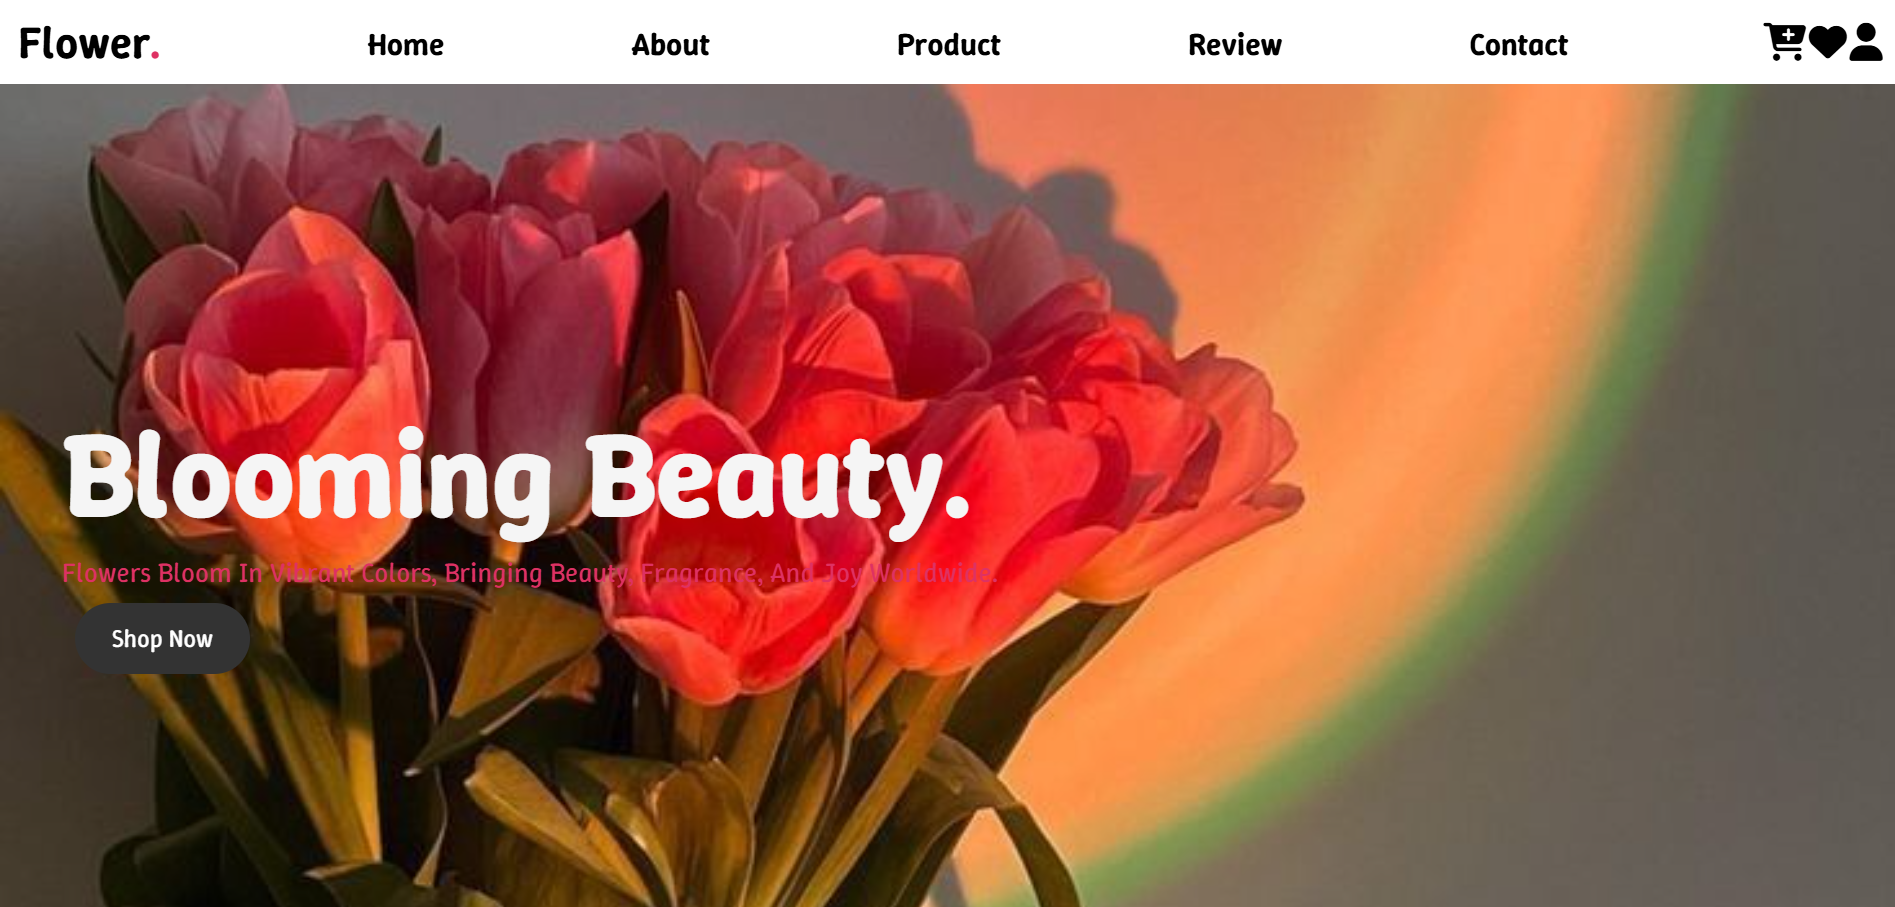 Flower.
Home
About
Product
Review
Contact
Blooming Beauty.
Flowers Bloom In Vibrant Colors, Bringing Beauty, Fragrance, And Joy Worldwide.
Shop Now